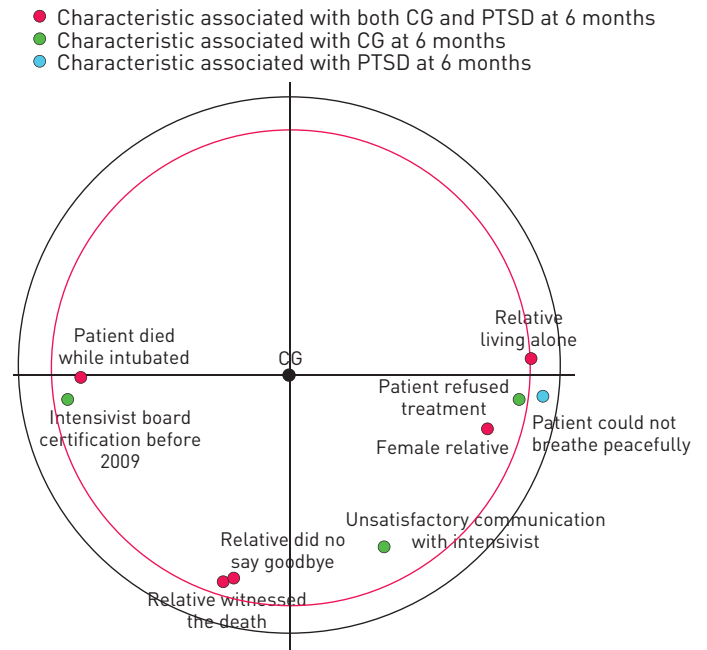 Characteristic associated with both CG and PTSD at 6 months
Characteristic associated with CG at 6 months
Characteristic associated with PTSD at 6 months
Relative
living alone
Patient died
while intubated
CG
Patient refused
treatment
Intensivist board
certification before
2009
Patient could not
breathe peacefully
Female relative
Unsatisfactory communication
with intensivist
Relative did no
say goodbye
Relative witnessed
the death